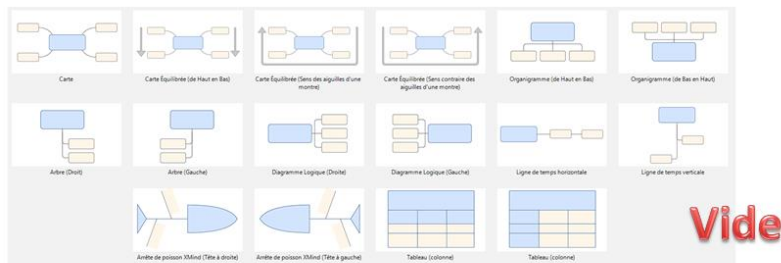 Carte
Carte Équilibrée (de Haut en Bas)
Carte Équilibrée (Sens des aiguilles d'une
montre)
Carte Équilibrée (Sens contraire des
aiguilles d'une montre)
Organigramme (de Haut en Bas)
Organigramme (de Bas en Haut)
Arbre (Droit)
Arbre (Gauche)
Diagramme Logique (Droite)
Diagramme Logique (Gauche)
Ligne de temps horizontale
Ligne de temps verticale
Arrête de poisson XMind (Tête à droite)
Arrête de poisson XMind (Tête à gauche)
Tableau (colonne)
Tableau (colonne)
Vide